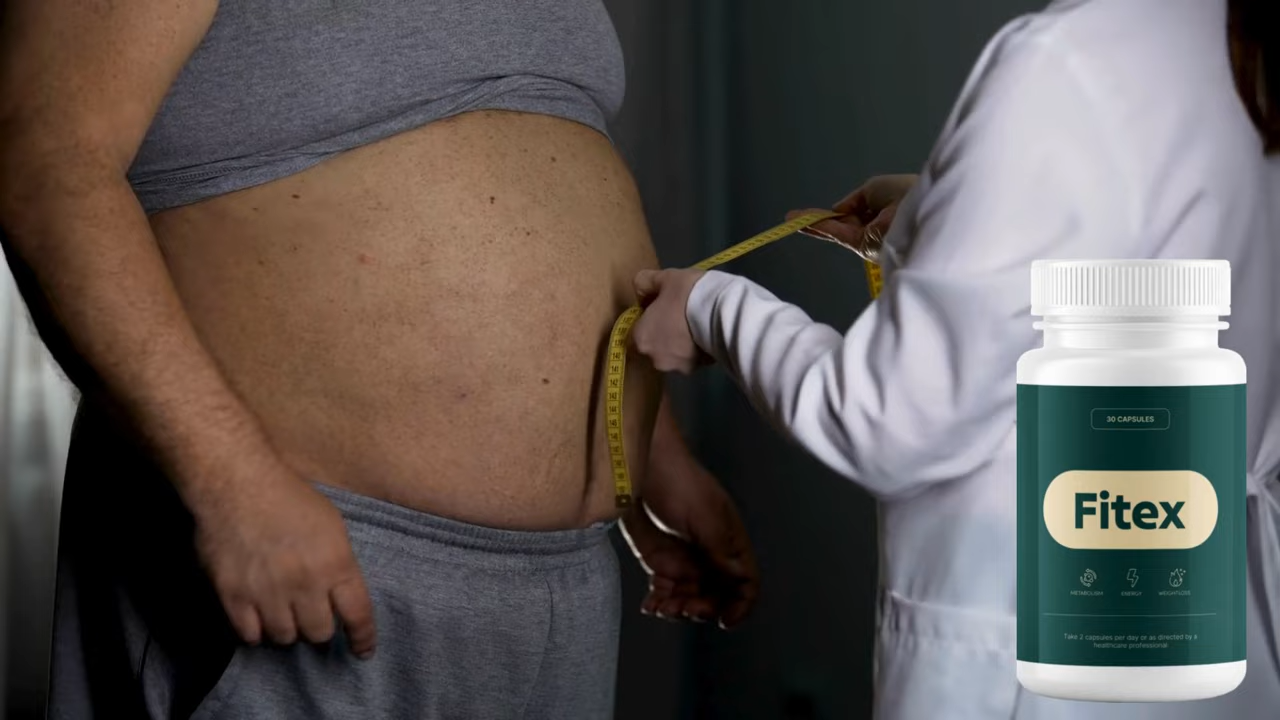 30 CAPSULES
Fitex
METABOLISM ENERGY WEIGHTLOSS
Take 2 capsules per day or as directed by a
healthcare professional